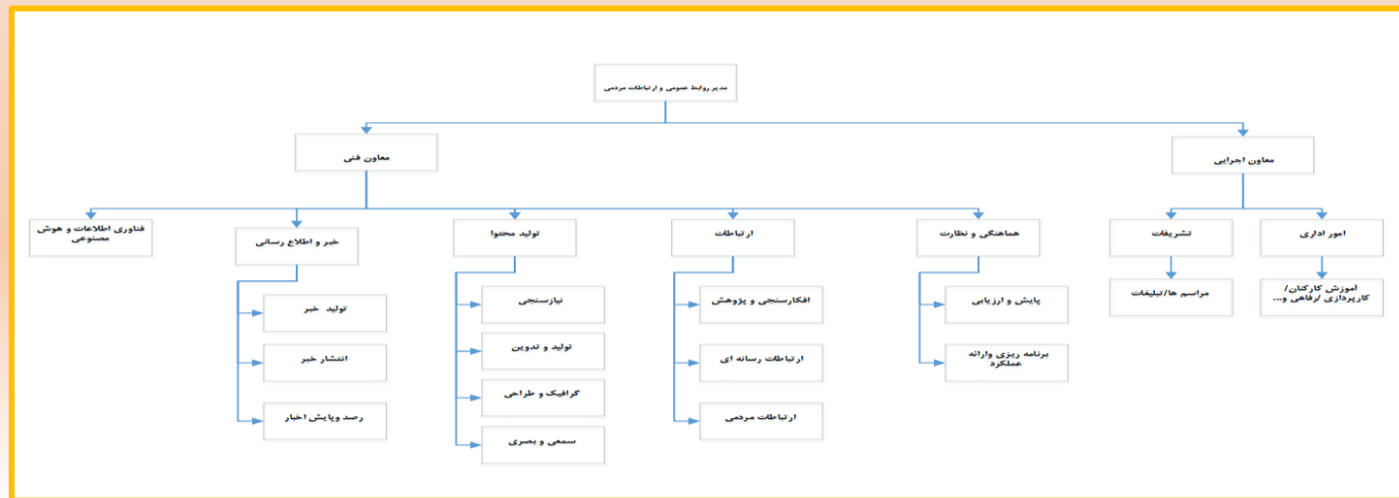 مدیر روابط عمومی و ارتباطات مردمی
معاون اجرایی
معاون فنی
امور اداری
تشریفات
هماهنگی و نظارت
ارتباطات
تولید محتوا
خبر و اطلاع رسانی
فناوری اطلاعات و هوش
مصنوعی
آموزش کارکنان/
کارپردازی /رفاهی و...
مراسم ها/تبلیغات
پایش و ارزیابی
برنامه ریزی وارائه
عملکرد
افکارسنجی و پژوهش
ارتباطات رسانه ای
ارتباطات مردمی
نیازسنجی
تولید و تدوین
گرافیک و طراحی
سمعی و بصری
تولید خبر
انتشار خبر
رصد وپایش اخبار